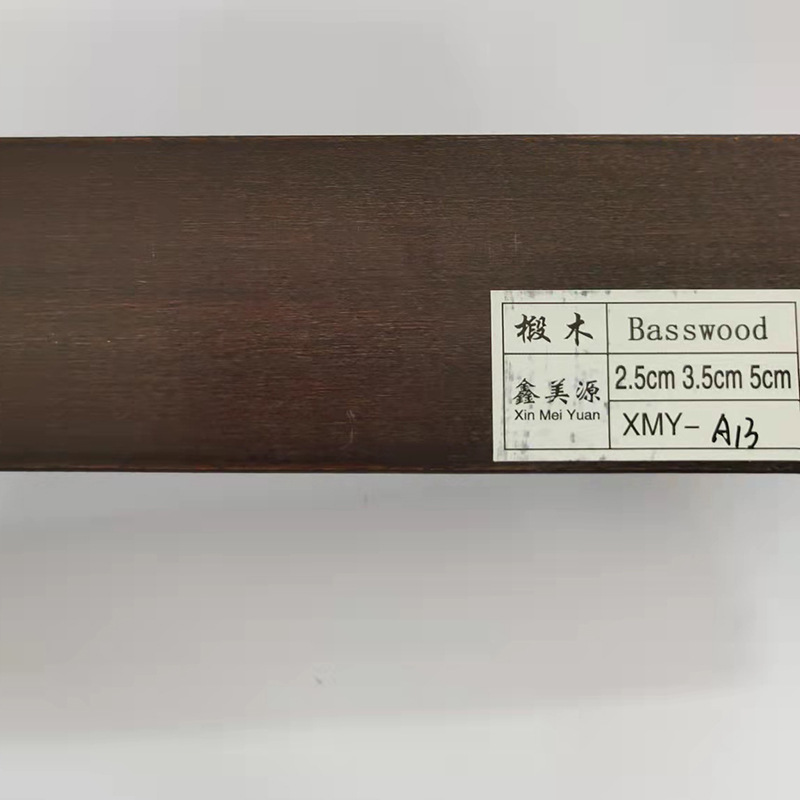 椴木 Basswood
鑫美源 2.5cm 3.5cm 5cm
Xin Mei Yuan
XMY- A13